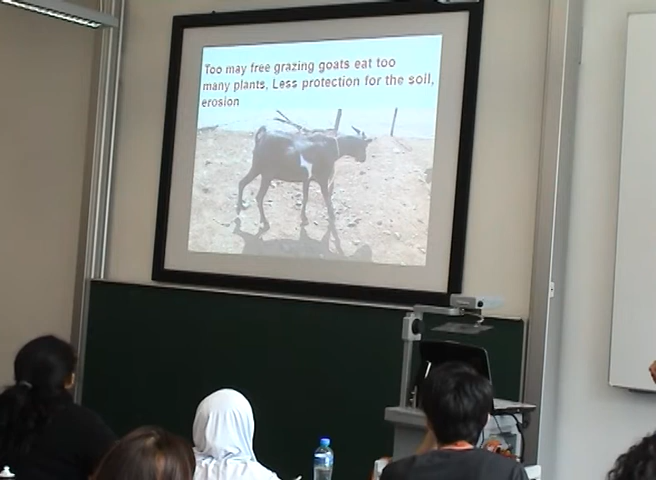 Too may free grazing goats eat too
many plants, Less protection for the soil,
erosion